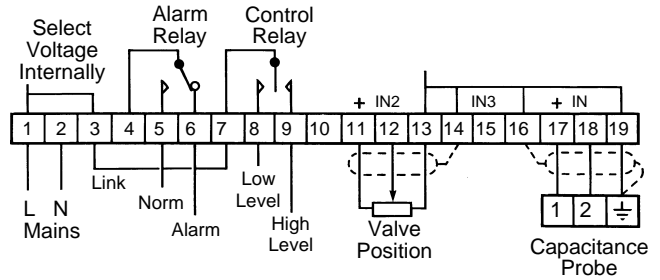 Select
Voltage
Internally
Alarm
Relay
Control
Relay
+ IN2
IN3
+ IN
1 2 3 4 5 6 7 8 9 10 11 12 13 14 15 16 17 18 19
Link
L N
Mains
Norm
Alarm
Low
Level
High
Level
Valve
Position
1 2
Capacitance
Probe